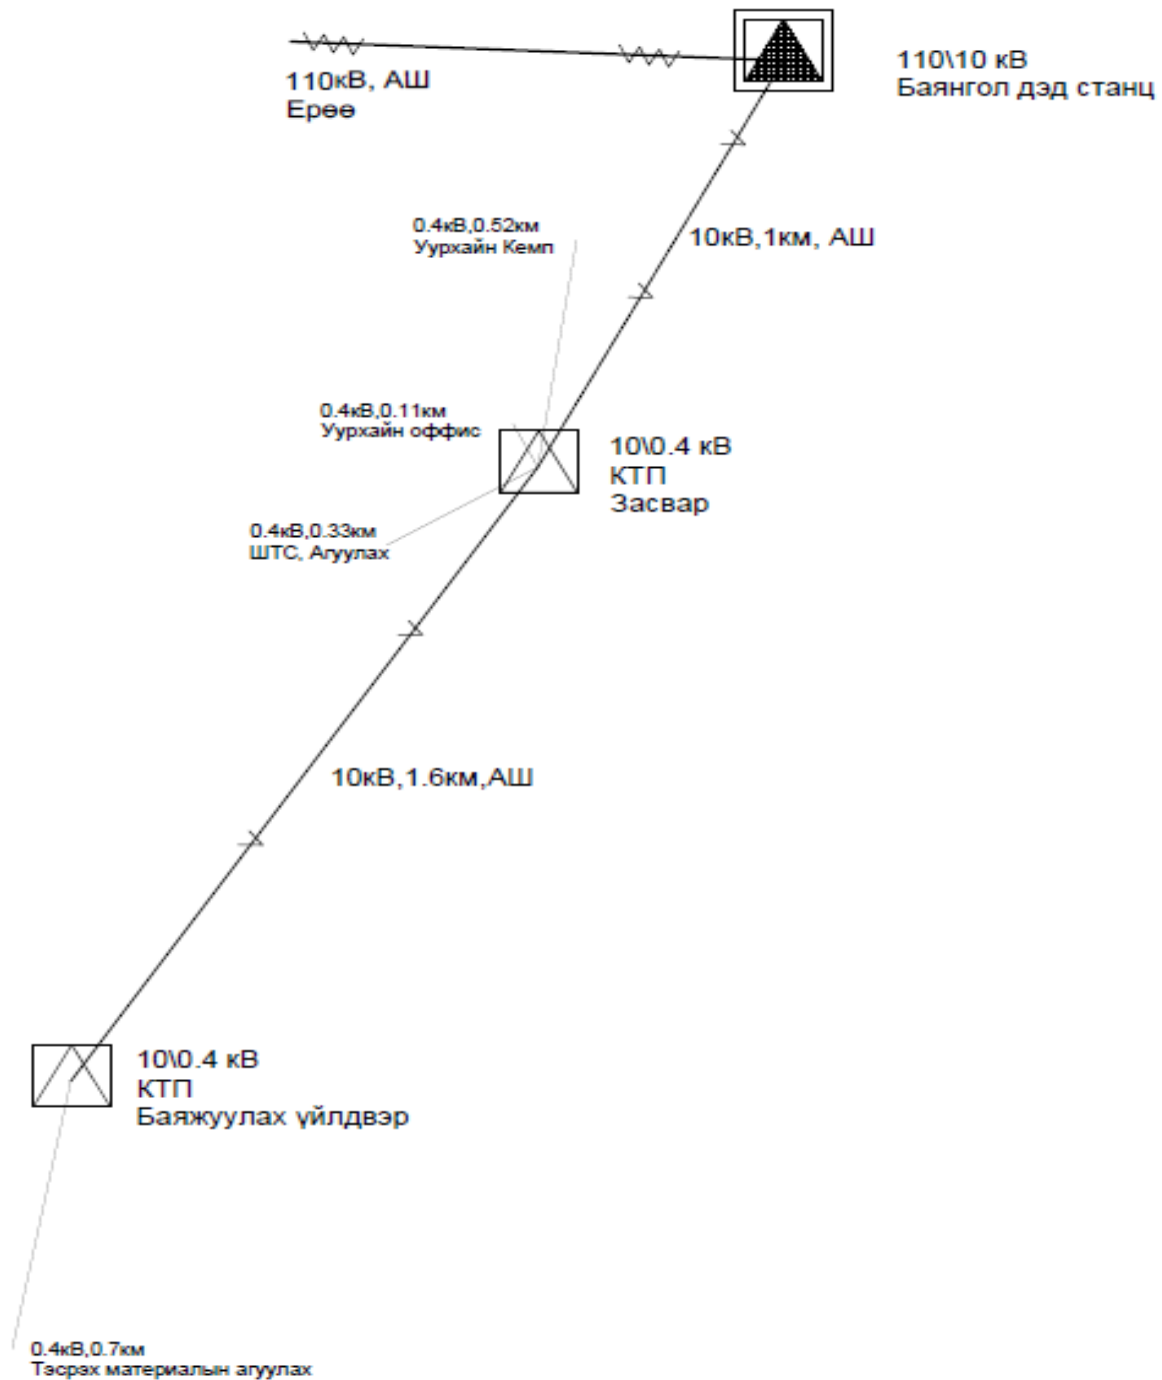 110\10 кВ
Баянгол дэд станц
110кВ, АШ
Ерөө
0.4кВ,0.52км
Уурхайн Кемп
10кВ,1км, АШ
0.4кВ,0.11км
Уурхайн оффис
10\0.4 кВ
КТП
Засвар
0.4кВ,0.33км
ШТС, Агуулах
10кВ,1.6км,АШ
10\0.4 кВ
КТП
Баяжуулах үйлдвэр
0.4кВ,0.7км
Тэсрэх материалын агуулах